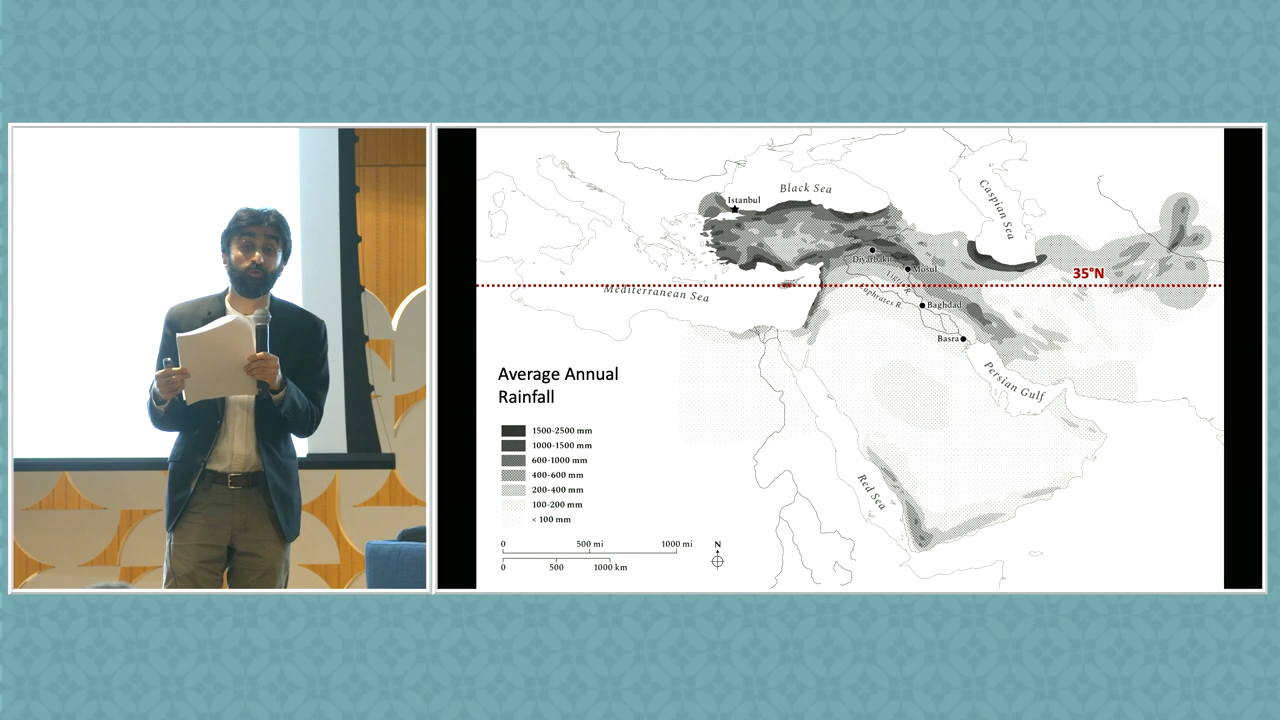 Black Sea
Caspian Sea
Istanbul
Diyarbakir
Mosul
35°N
Tigris R.
Mediterranean Sea
Euphrates R.
Baghdad
Basra
Persian Gulf
Red Sea
Average Annual
Rainfall
1500-2500 mm
1000-1500 mm
600-1000 mm
400-600 mm
200-400 mm
100-200 mm
< 100 mm
0 500 mi 1000 mi
0 500 1000 km
N